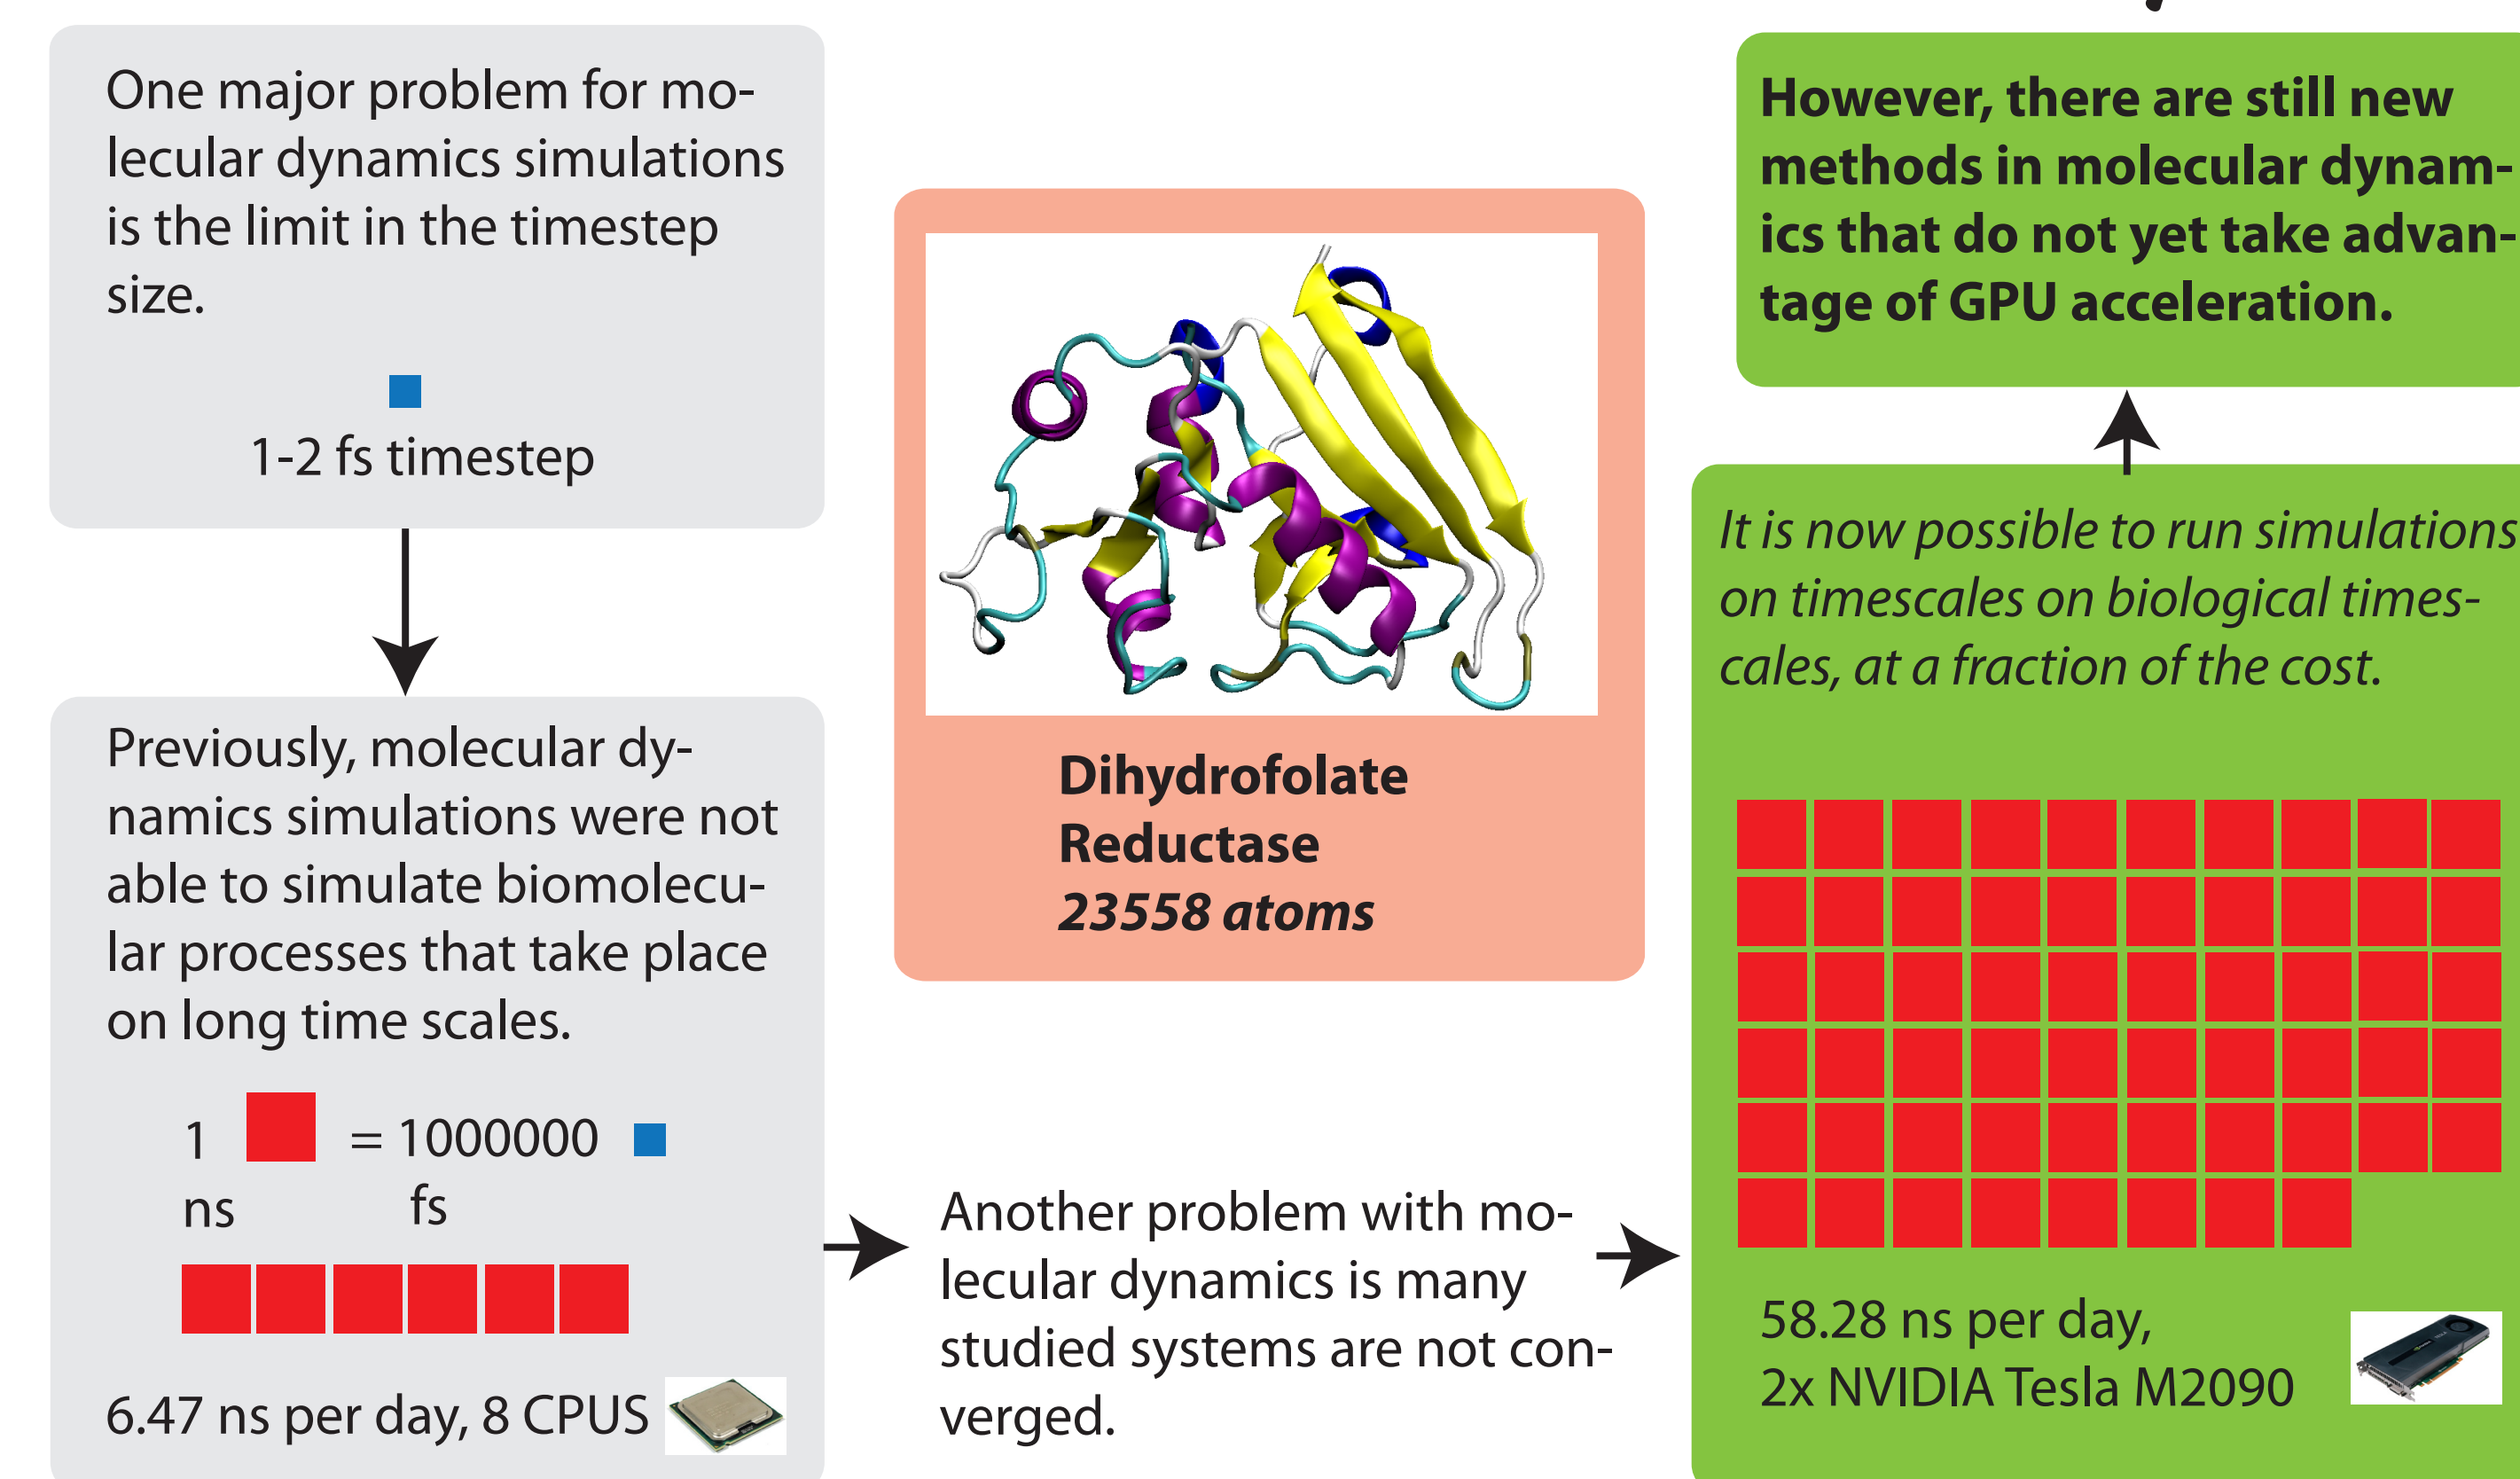 One major problem for mo-
lecular dynamics simulations
is the limit in the timestep
size.
1-2 fs timestep
Previously, molecular dy-
namics simulations were not
able to simulate biomolecu-
lar processes that take place
on long time scales.
1 = 1000000
ns fs
6.47 ns per day, 8 CPUS
Dihydrofolate
Reductase
23558 atoms
Another problem with mo-
lecular dynamics is many
studied systems are not con-
verged.
It is now possible to run simulations
on timescales on biological times-
cales, at a fraction of the cost.
58.28 ns per day,
2x NVIDIA Tesla M2090
However, there are still new
methods in molecular dynam-
ics that do not yet take advan-
tage of GPU acceleration.